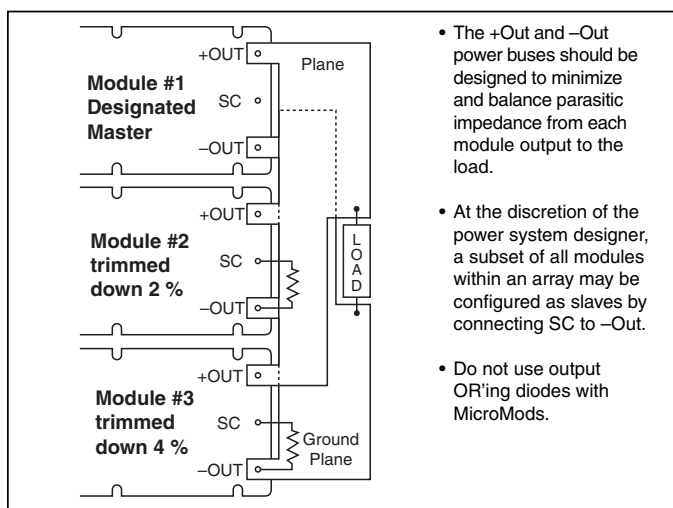 +OUT
Plane
Module #1
Designated
Master
SC
–OUT
+OUT
Module #2
trimmed
down 2 %
SC
–OUT
LOAD
+OUT
Module #3
trimmed
down 4 %
SC
Ground
Plane
–OUT
• The +Out and –Out
power buses should be
designed to minimize
and balance parasitic
impedance from each
module output to the
load.
• At the discretion of the
power system designer,
a subset of all modules
within an array may be
configured as slaves by
connecting SC to –Out.
• Do not use output
OR'ing diodes with
MicroMods.